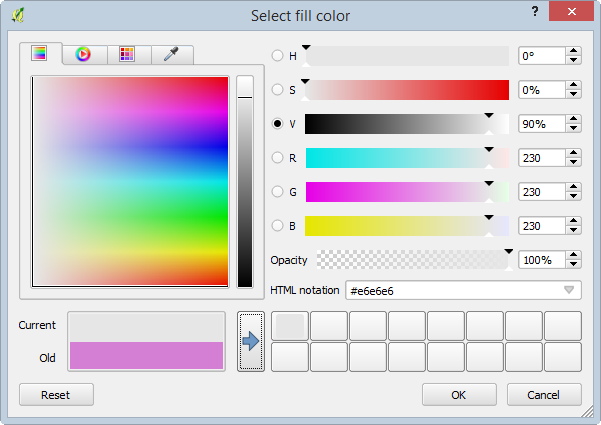 Select fill color
?
H 0°
S 0%
V 90%
R 230
G 230
B 230
Opacity 100%
HTML notation #e6e6e6
Current
Old
Reset OK Cancel